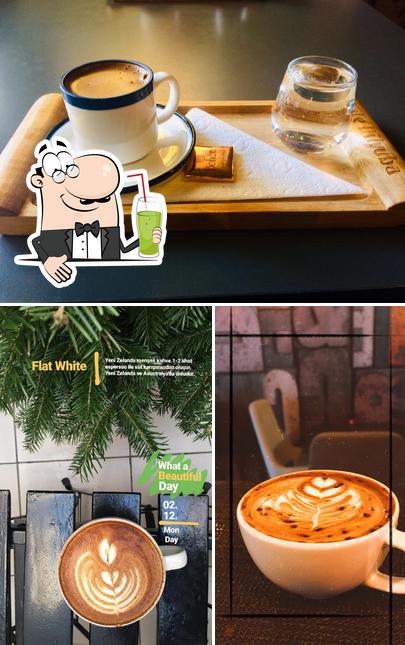 Flat White
Yeni Zelanda menşeli kahve. 1-2 shot
espresso ile süt karışımından oluşur.
Yeni Zelanda ve Avustralya'da ünlüdür.
What a
Beautiful
Day
02.
12.
Mon
Day